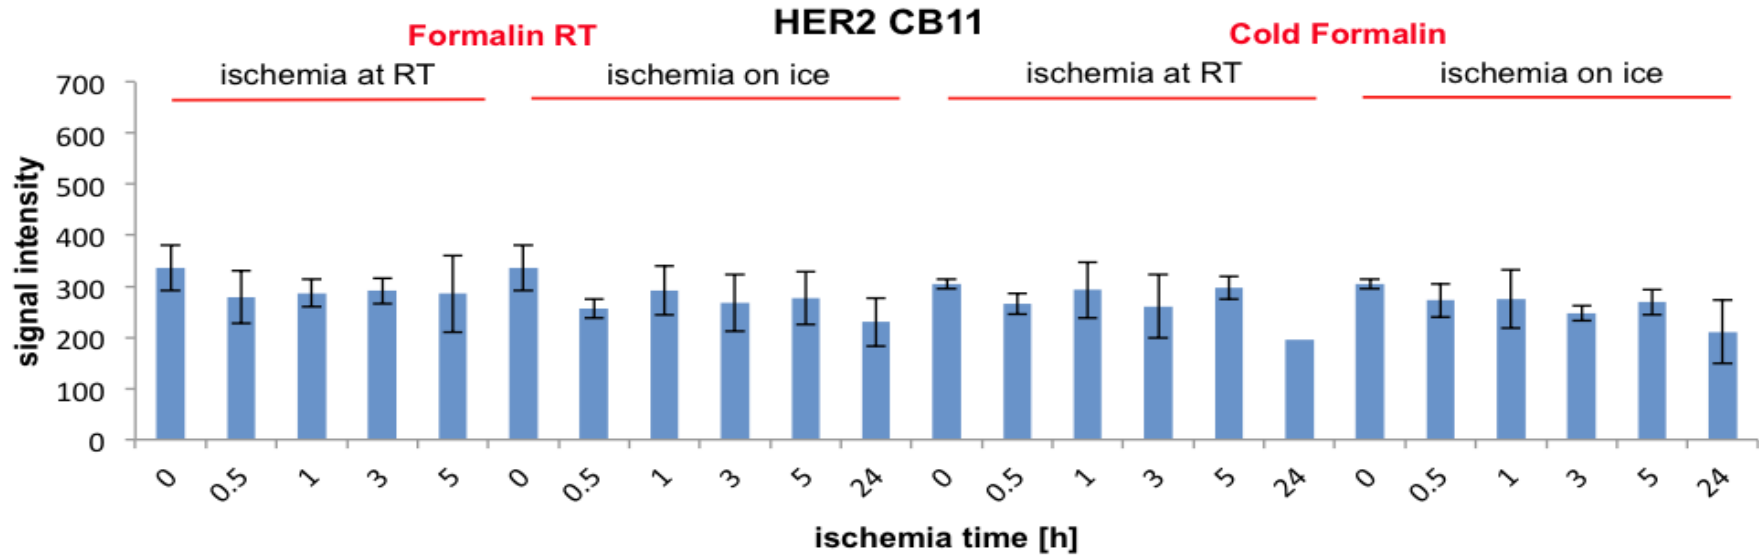 HER2 CB11
Formalin RT
Cold Formalin
ischemia at RT
ischemia on ice
ischemia at RT
ischemia on ice
signal intensity
700
600
500
400
300
200
100
0
0 0.5 1 3 5 0 0.5 1 3 5 24 0 0.5 1 3 5 24 0 0.5 1 3 5 24
ischemia time [h]